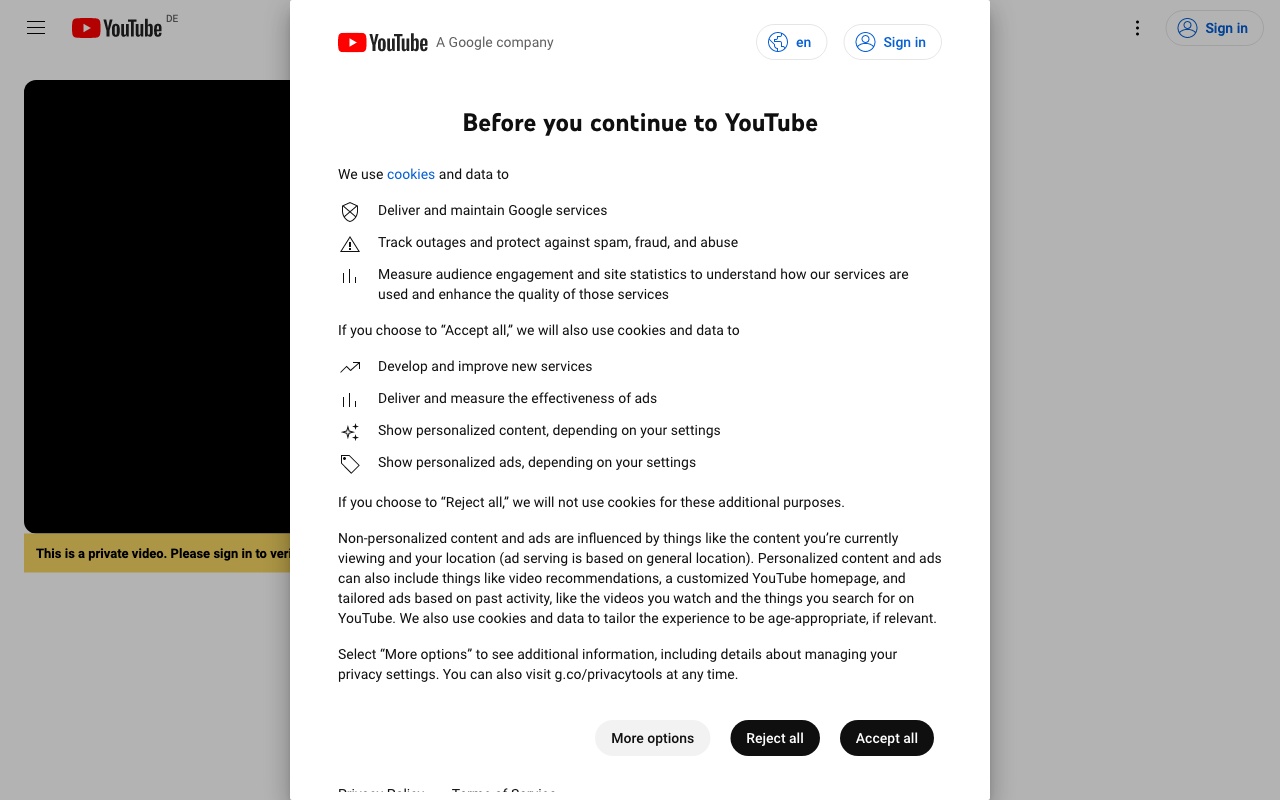 YouTube DE
Sign in
YouTube A Google company
en
Sign in
Before you continue to YouTube
We use cookies and data to
Deliver and maintain Google services
Track outages and protect against spam, fraud, and abuse
Measure audience engagement and site statistics to understand how our services are
used and enhance the quality of those services
If you choose to “Accept all,” we will also use cookies and data to
Develop and improve new services
Deliver and measure the effectiveness of ads
Show personalized content, depending on your settings
Show personalized ads, depending on your settings
If you choose to “Reject all,” we will not use cookies for these additional purposes.
Non-personalized content and ads are influenced by things like the content you’re currently
viewing and your location (ad serving is based on general location). Personalized content and ads
can also include things like video recommendations, a customized YouTube homepage, and
tailored ads based on past activity, like the videos you watch and the things you search for on
YouTube. We also use cookies and data to tailor the experience to be age-appropriate, if relevant.
Select “More options” to see additional information, including details about managing your
privacy settings. You can also visit g.co/privacytools at any time.
More options
Reject all
Accept all
Privacy Policy
Terms of Service
This is a private video. Please sign in to veri